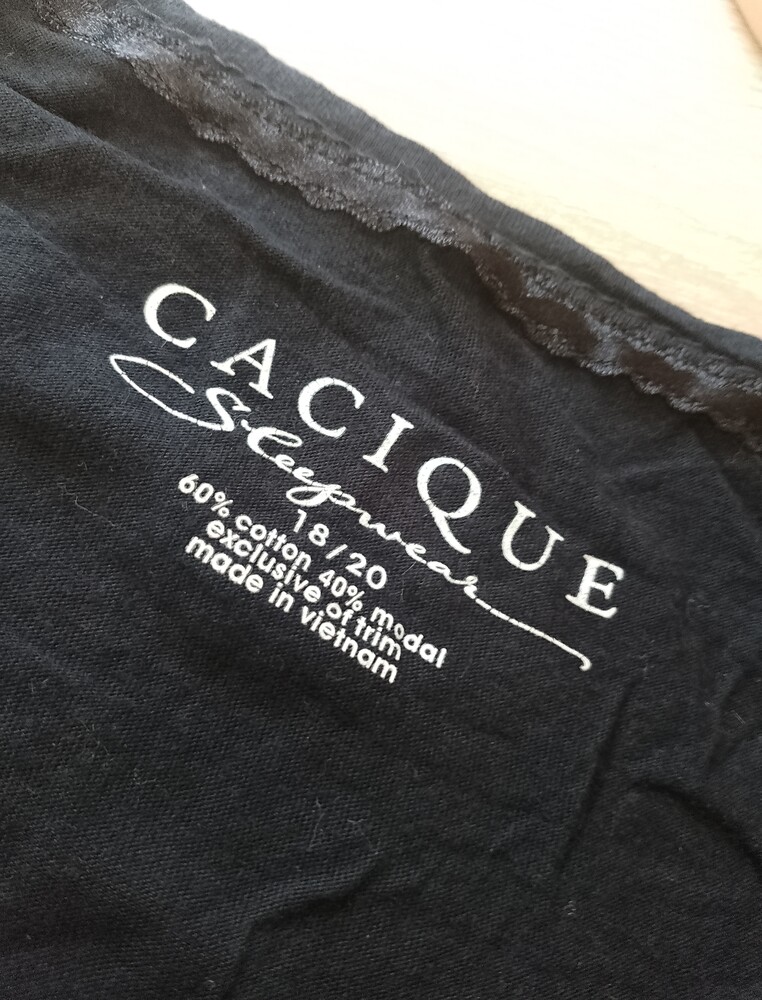 CACIQUE
Sleepwear
18/20
60% cotton 40% modal
exclusive of trim
made in vietnam